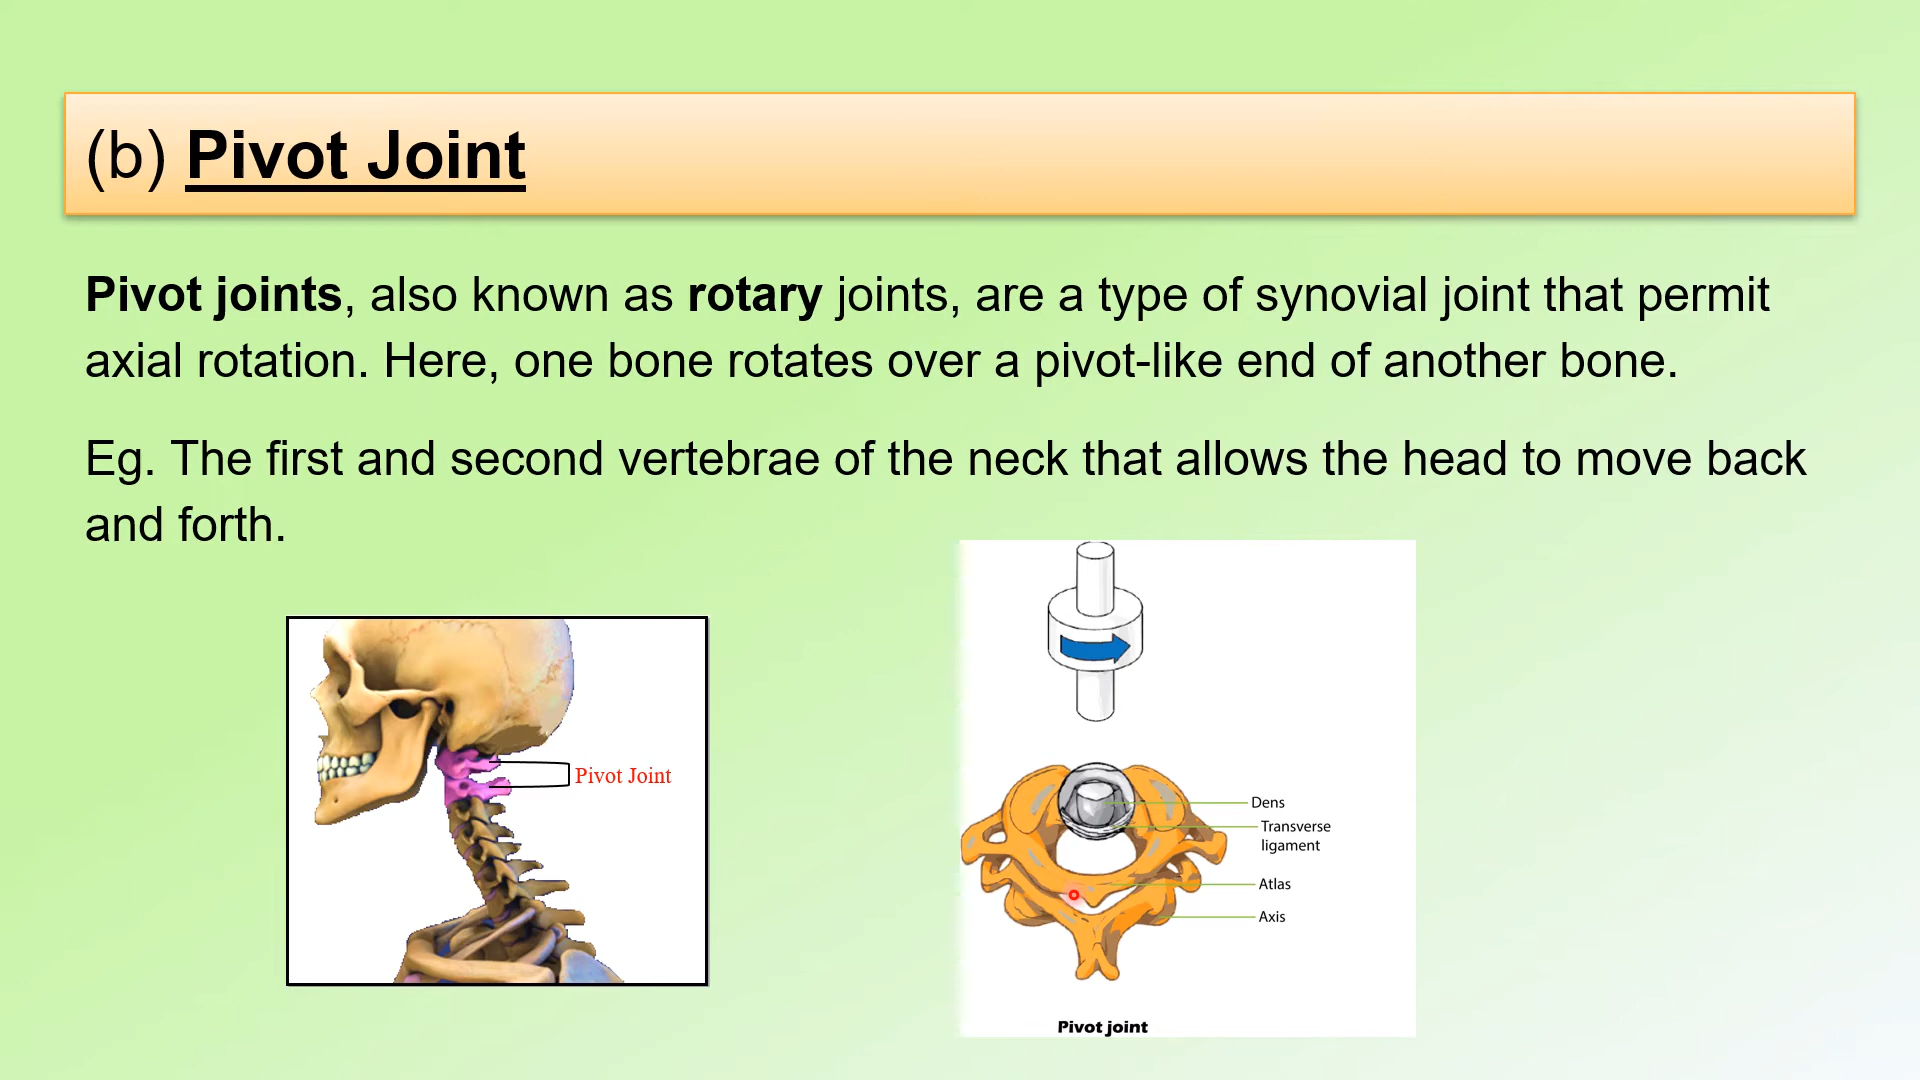 (b) Pivot Joint
Pivot joints, also known as rotary joints, are a type of synovial joint that permit
axial rotation. Here, one bone rotates over a pivot-like end of another bone.
Eg. The first and second vertebrae of the neck that allows the head to move back
and forth.
Pivot Joint
Dens
Transverse
ligament
Atlas
Axis
Pivot joint